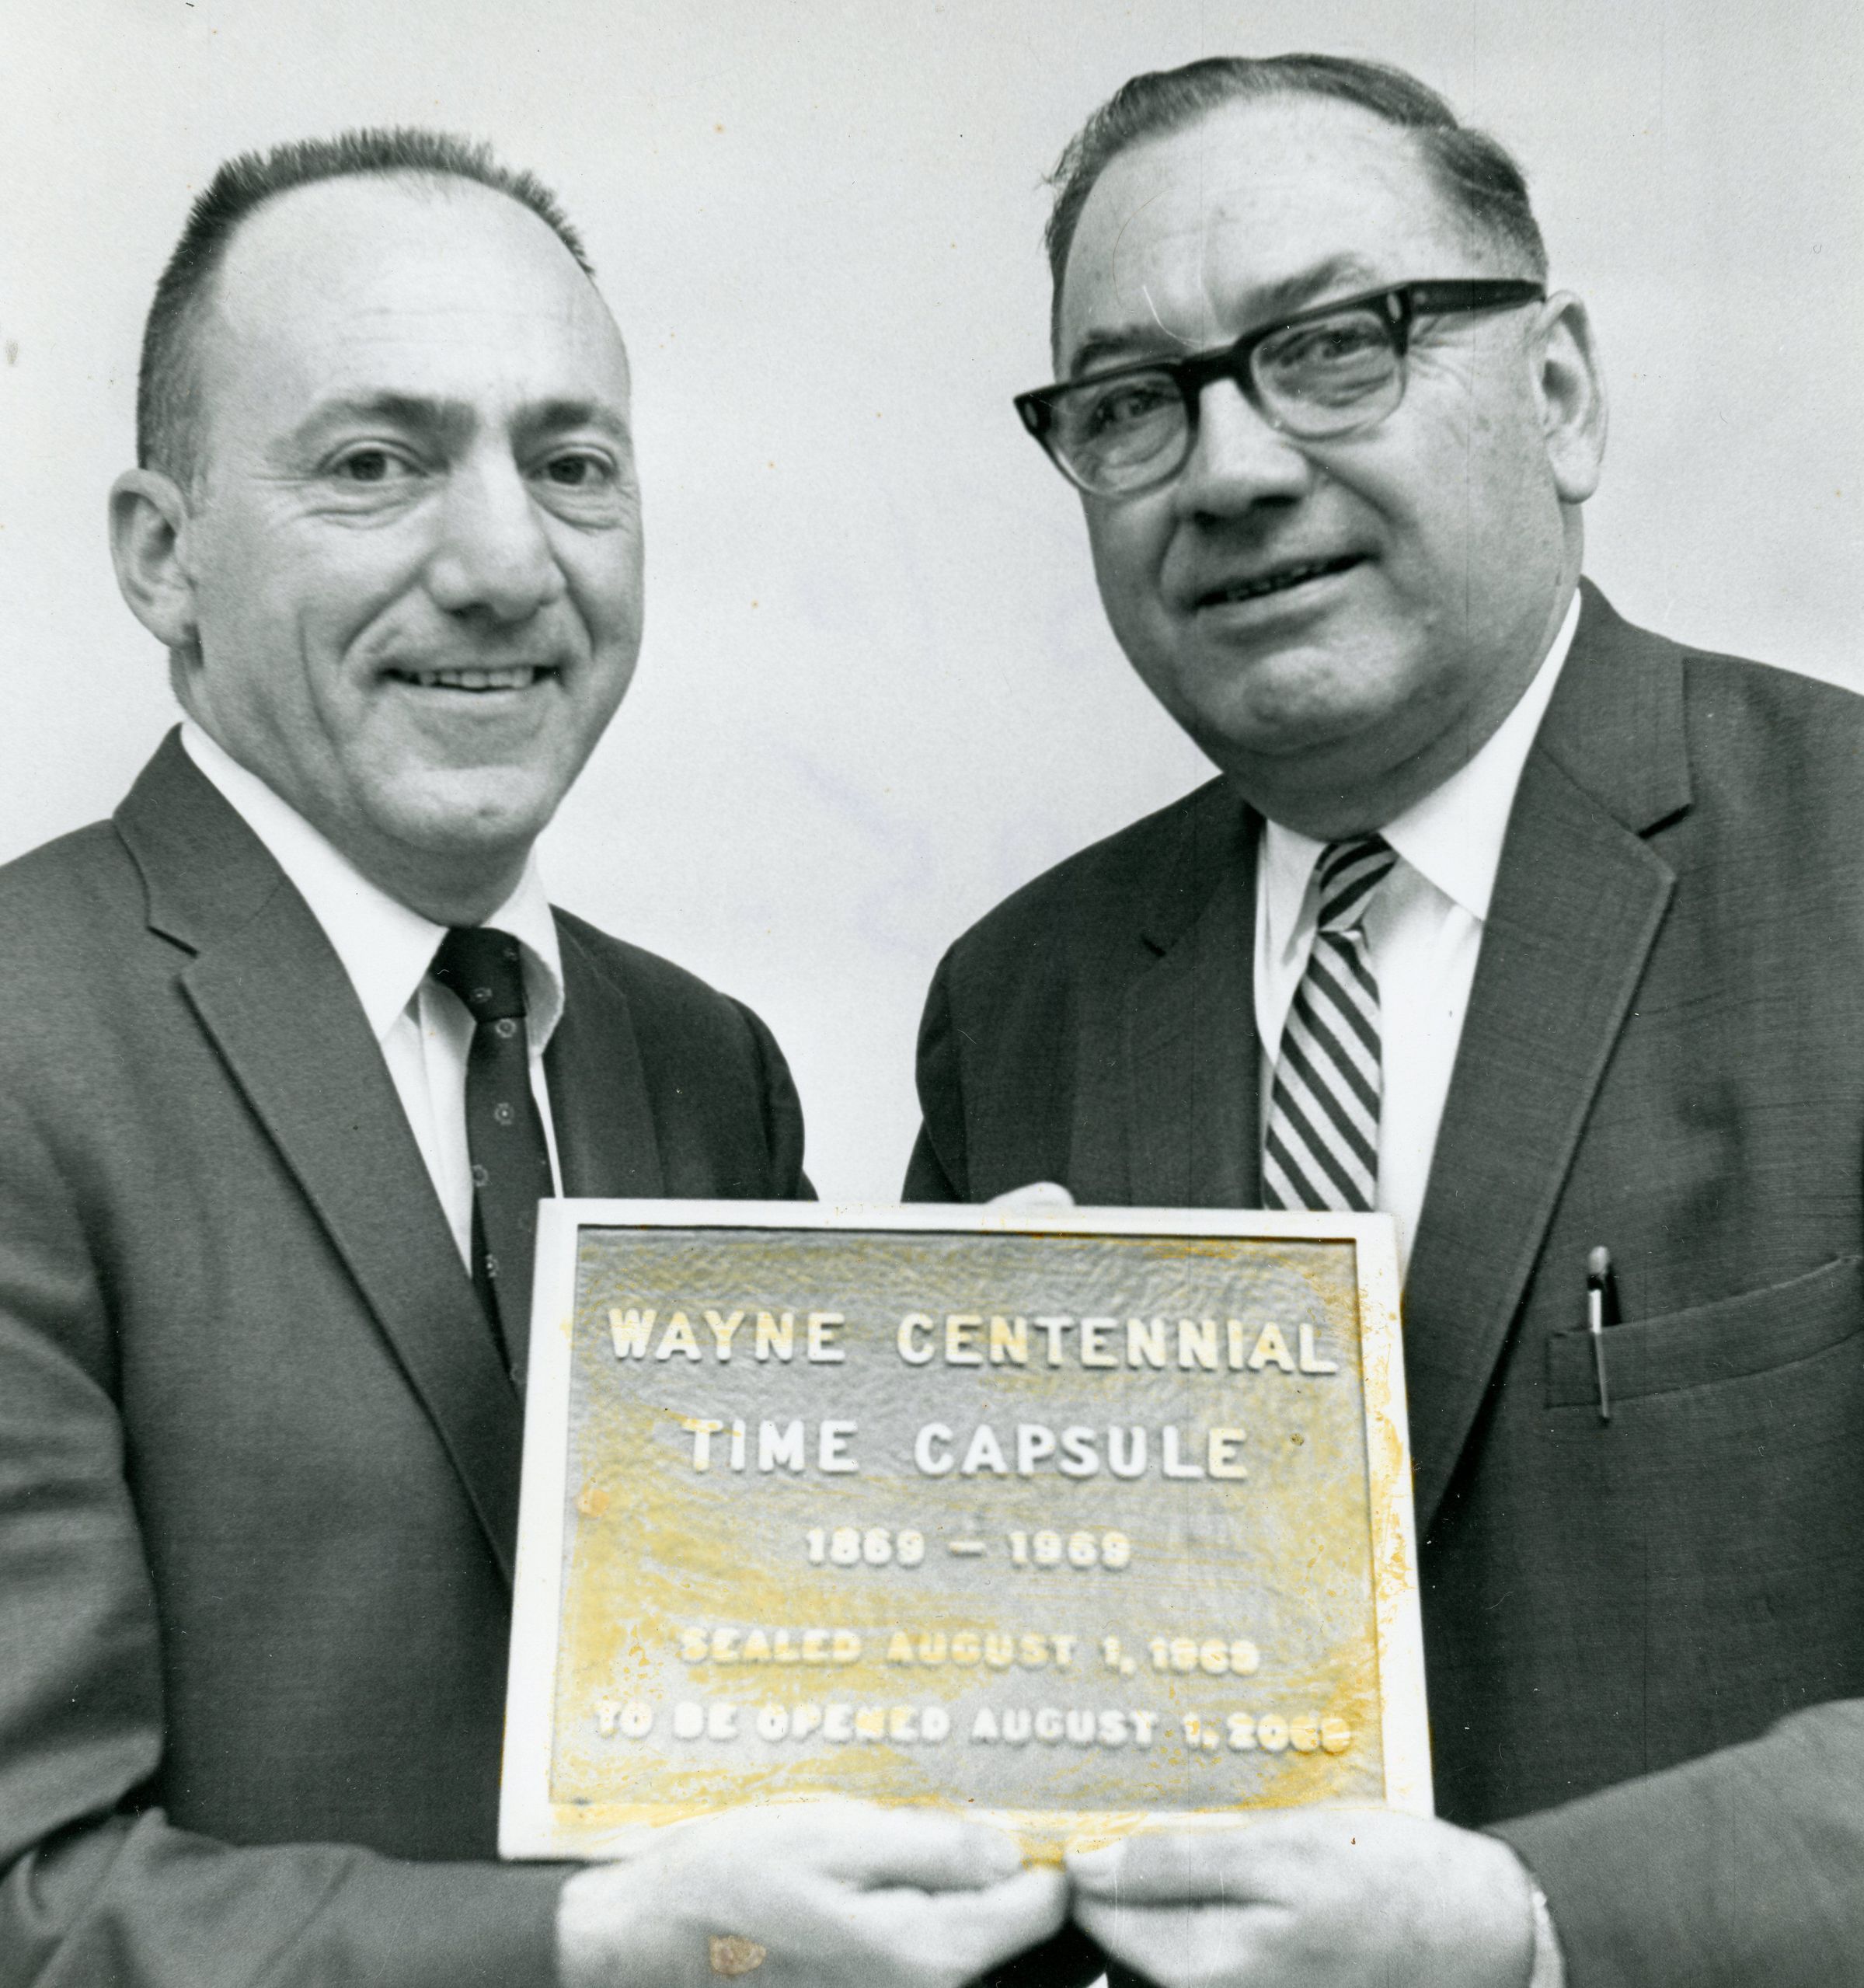 WAYNE CENTENNIAL
TIME CAPSULE
1869 – 1969
SEALED AUGUST 1, 1969
TO BE OPENED AUGUST 1, 2069